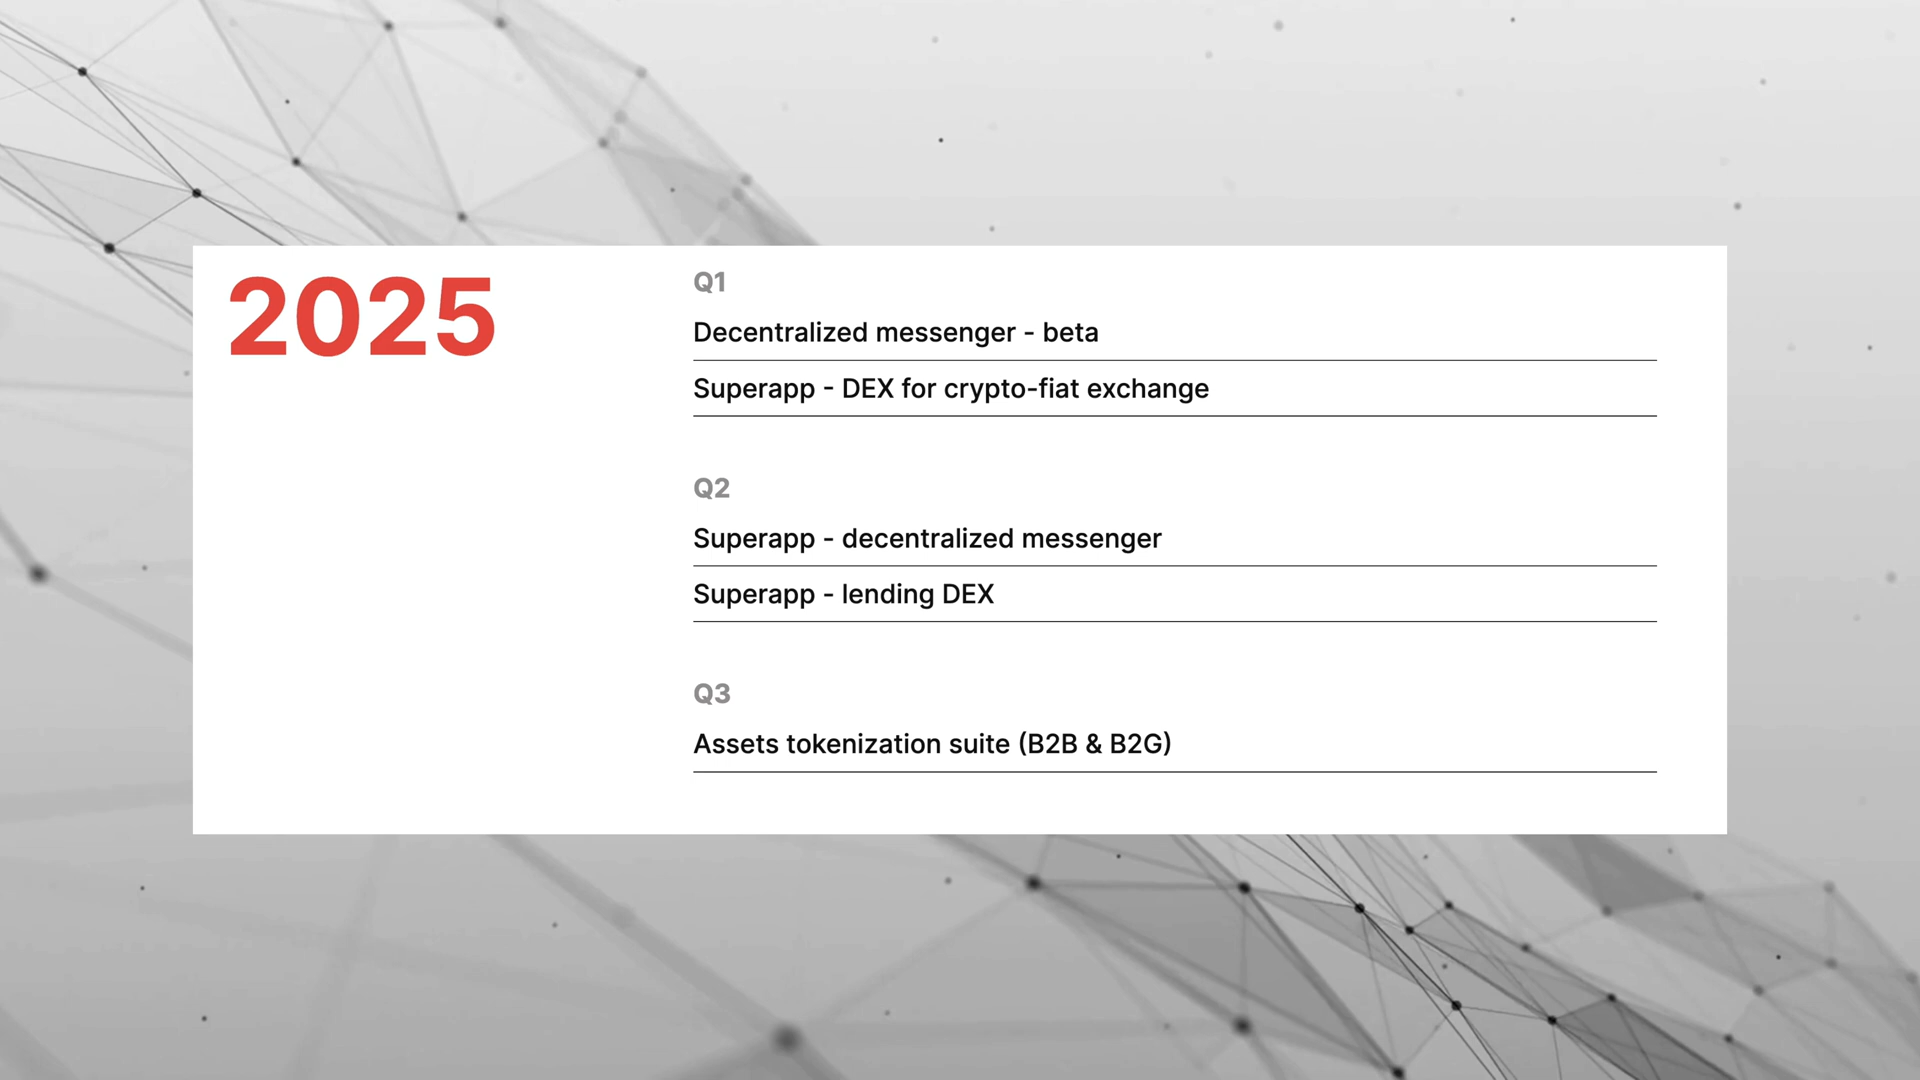 2025
Q1
Decentralized messenger - beta
Superapp - DEX for crypto-fiat exchange
Q2
Superapp - decentralized messenger
Superapp - lending DEX
Q3
Assets tokenization suite (B2B & B2G)